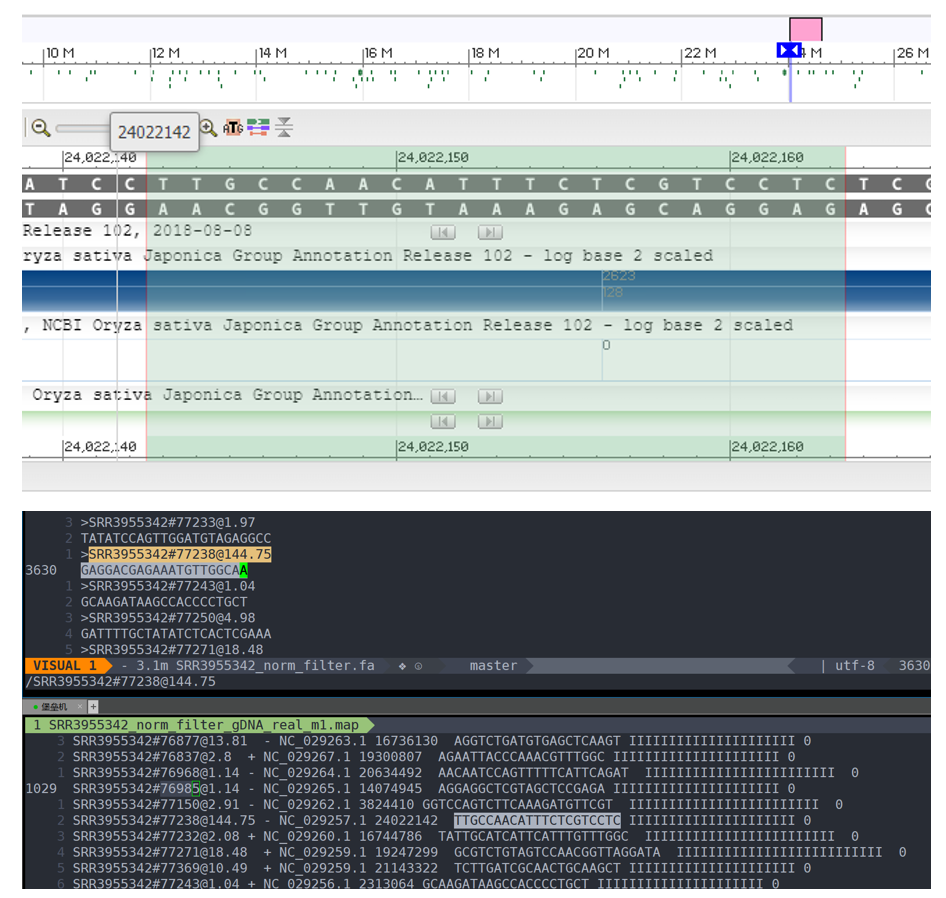 10 M 12 M 14 M 16 M 18 M 20 M 22 M 4 M 26 M
24022142 ATG
24,022,140 24,022,150 24,022,160
A T C C T T G C C A A C A T T T C T C G T C C T C T C G
T A G G A A C G G T T G T A A A G A G C A G G A G A G C
Release 102, 2018-08-08
ryza sativa Japonica Group Annotation Release 102 - log base 2 scaled
2623
128
, NCBI Oryza sativa Japonica Group Annotation Release 102 - log base 2 scaled
0
Oryza sativa Japonica Group Annotation…
24,022,140 24,022,150 24,022,160
3 >SRR3955342#77233@1.97
2 TATATCCAGTTGGATGTAGAGGCC
1 >SRR3955342#77238@144.75
3630 GAGGACGAGAAATGTTGGCAA
1 >SRR3955342#77243@1.04
2 GCAAGATAAGCCACCCCTGCT
3 >SRR3955342#77250@4.98
4 GATTTTGCTATATCTCACTCGAAA
5 >SRR3955342#77271@18.48
VISUAL 1 - 3.1m SRR3955342_norm_filter.fa master | utf-8 3630
/SRR3955342#77238@144.75
堡垒机 × +
1 SRR3955342_norm_filter_gDNA_real_m1.map
3 SRR3955342#76877@13.81 - NC_029263.1 16736130 AGGTCTGATGTGAGCTCAAGT IIIIIIIIIIIIIIIIIIIII 0
2 SRR3955342#76837@2.8 + NC_029267.1 19300807 AGAATTACCCAAACGTTTGGC IIIIIIIIIIIIIIIIIIIII 0
1 SRR3955342#76968@1.14 - NC_029264.1 20634492 AACAATCCAGTTTTTCATTCAGAT IIIIIIIIIIIIIIIIIIIIIIII 0
1029 SRR3955342#76985@1.14 - NC_029265.1 14074945 AGGAGGCTCGTAGCTCCGAGA IIIIIIIIIIIIIIIIIIIII 0
1 SRR3955342#77150@2.91 - NC_029262.1 3824410 GGTCCAGTCTTCAAAGATGTTCGT IIIIIIIIIIIIIIIIIIIIIIII 0
2 SRR3955342#77238@144.75 - NC_029257.1 24022142 TTGCCAACATTTCTCGTCCTC IIIIIIIIIIIIIIIIIIIII 0
3 SRR3955342#77232@2.08 + NC_029260.1 16744786 TATTGCATCATTCATTTGTTTGGC IIIIIIIIIIIIIIIIIIIIIIII 0
4 SRR3955342#77271@18.48 + NC_029259.1 19247299 GCGTCTGTAGTCCAACGGTTAGGATA IIIIIIIIIIIIIIIIIIIIIIIIII 0
5 SRR3955342#77369@10.49 + NC_029259.1 21143322 TCTTGATCGCAACTGCAAGCT IIIIIIIIIIIIIIIIIIIII 0
6 SRR3955342#77243@1.04 + NC_029256.1 2313064 GCAAGATAAGCCACCCCTGCT IIIIIIIIIIIIIIIIIIIII 0